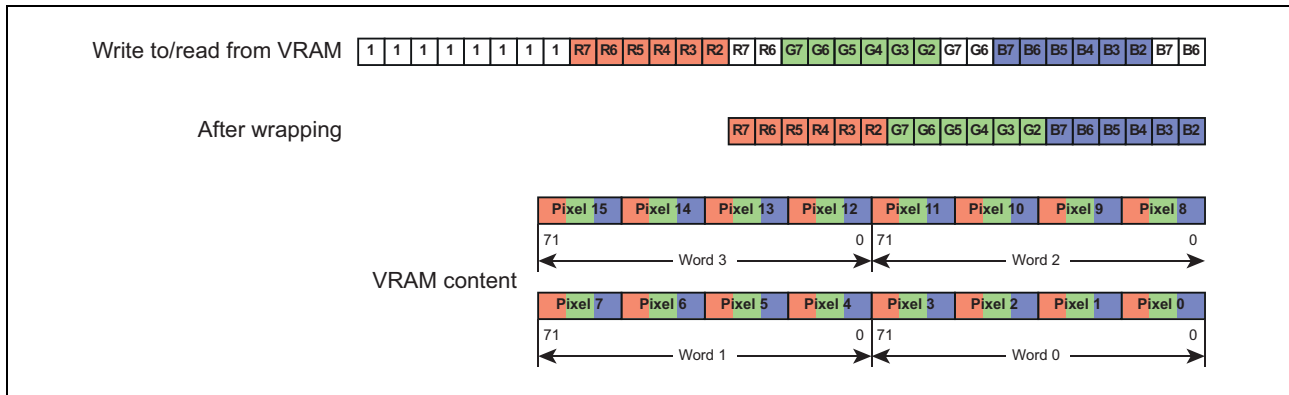 Write to/read from VRAM 1 1 1 1 1 1 1 1 R7 R6 R5 R4 R3 R2 R7 R6 G7 G6 G5 G4 G3 G2 G7 G6 B7 B6 B5 B4 B3 B2 B7 B6
After wrapping R7 R6 R5 R4 R3 R2 G7 G6 G5 G4 G3 G2 B7 B6 B5 B4 B3 B2
Pixel 15 Pixel 14 Pixel 13 Pixel 12 Pixel 11 Pixel 10 Pixel 9 Pixel 8
71 0 71 0
Word 3 Word 2
VRAM content
Pixel 7 Pixel 6 Pixel 5 Pixel 4 Pixel 3 Pixel 2 Pixel 1 Pixel 0
71 0 71 0
Word 1 Word 0